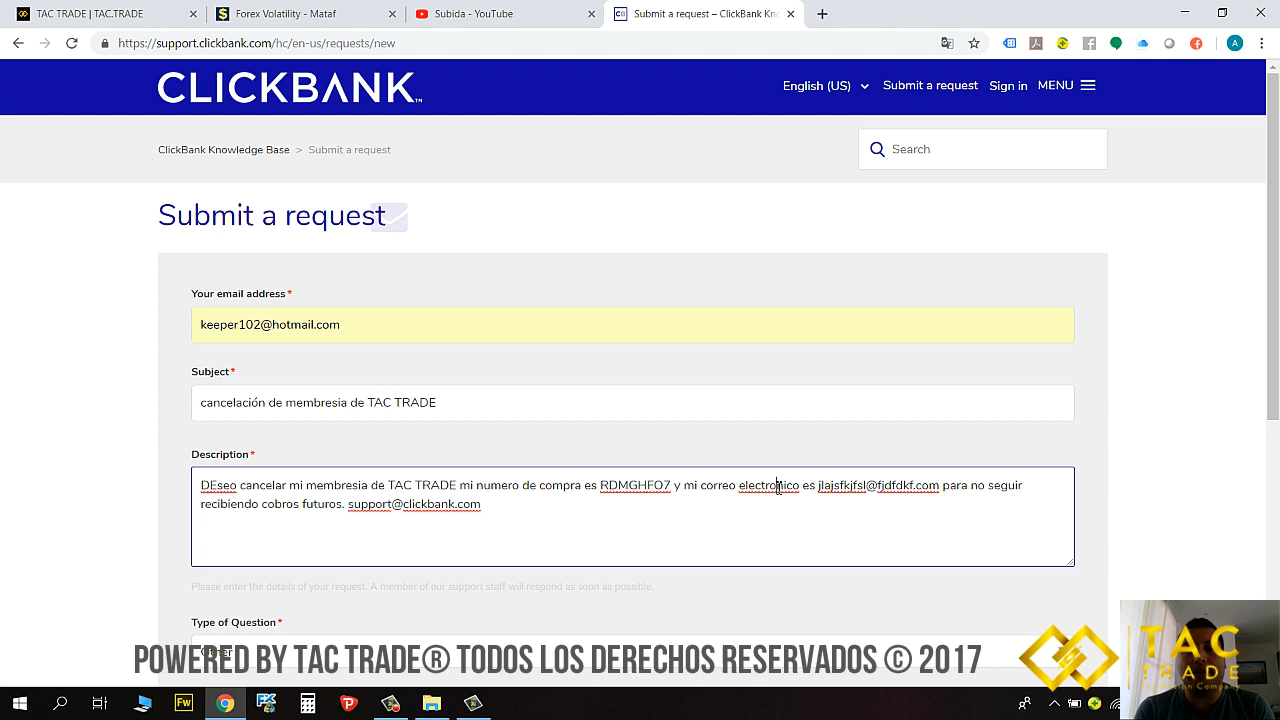 TAC TRADE | TAC.TRADE
Forex Volatility - Mataf
Subida - YouTube
Submit a request – ClickBank Kn
https://support.clickbank.com/hc/en-us/requests/new
CLICKBANK
English (US)
Submit a request
Sign in
MENU
ClickBank Knowledge Base > Submit a request
Search
Submit a request
Your email address*
keeper102@hotmail.com
Subject*
cancelación de membresia de TAC TRADE
Description*
DEseo cancelar mi membresia de TAC TRADE mi numero de compra es RDMGHFO7 y mi correo electronico es jlajsfkjfsl@fjdfdkf.com para no seguir
recibiendo cobros futuros. support@clickbank.com
Please enter the details of your request. A member of our support staff will respond as soon as possible.
Type of Question*
Other
POWERED BY TAC TRADE® TODOS LOS DERECHOS RESERVADOS © 2017
TAC
TRADE